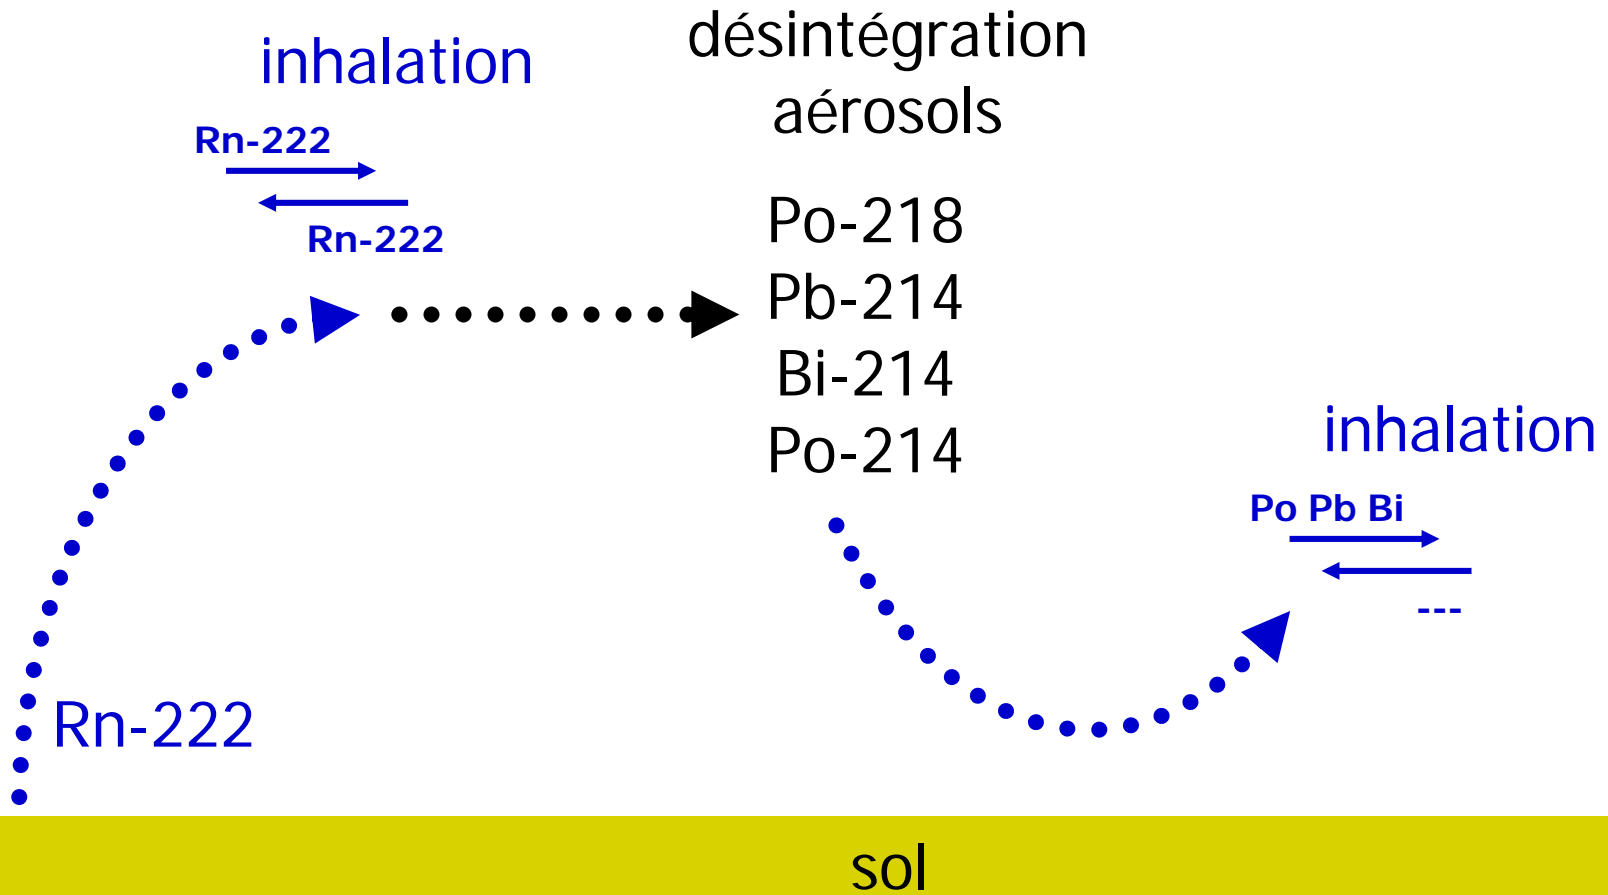 désintégration
aérosols
inhalation
Rn-222
Rn-222
Po-218
Pb-214
Bi-214
Po-214
inhalation
Po Pb Bi
---
Rn-222
sol